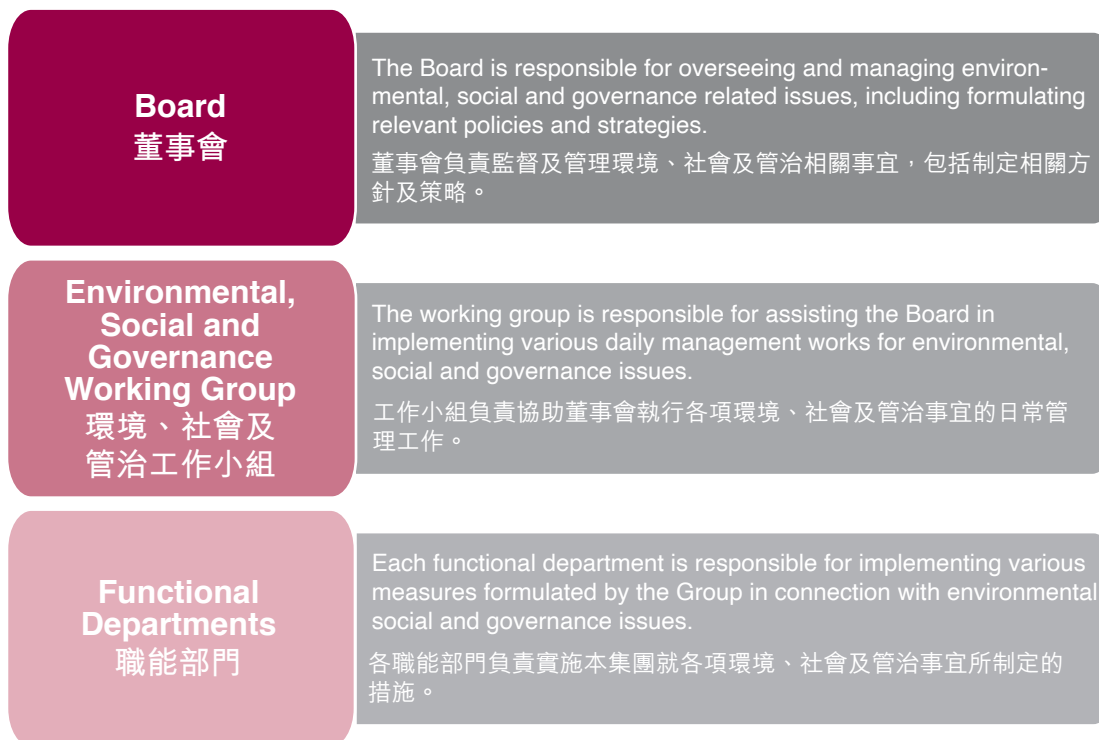 Board
董事會
The Board is responsible for overseeing and managing environ-
mental, social and governance related issues, including formulating
relevant policies and strategies.
董事會負責監督及管理環境、社會及管治相關事宜，包括制定相關方
針及策略。
Environmental,
Social and
Governance
Working Group
環境、社會及
管治工作小組
The working group is responsible for assisting the Board in
implementing various daily management works for environmental,
social and governance issues.
工作小組負責協助董事會執行各項環境、社會及管治事宜的日常管
理工作。
Functional
Departments
職能部門
Each functional department is responsible for implementing various
measures formulated by the Group in connection with environmental
social and governance issues.
各職能部門負責實施本集團就各項環境、社會及管治事宜所制定的
措施。